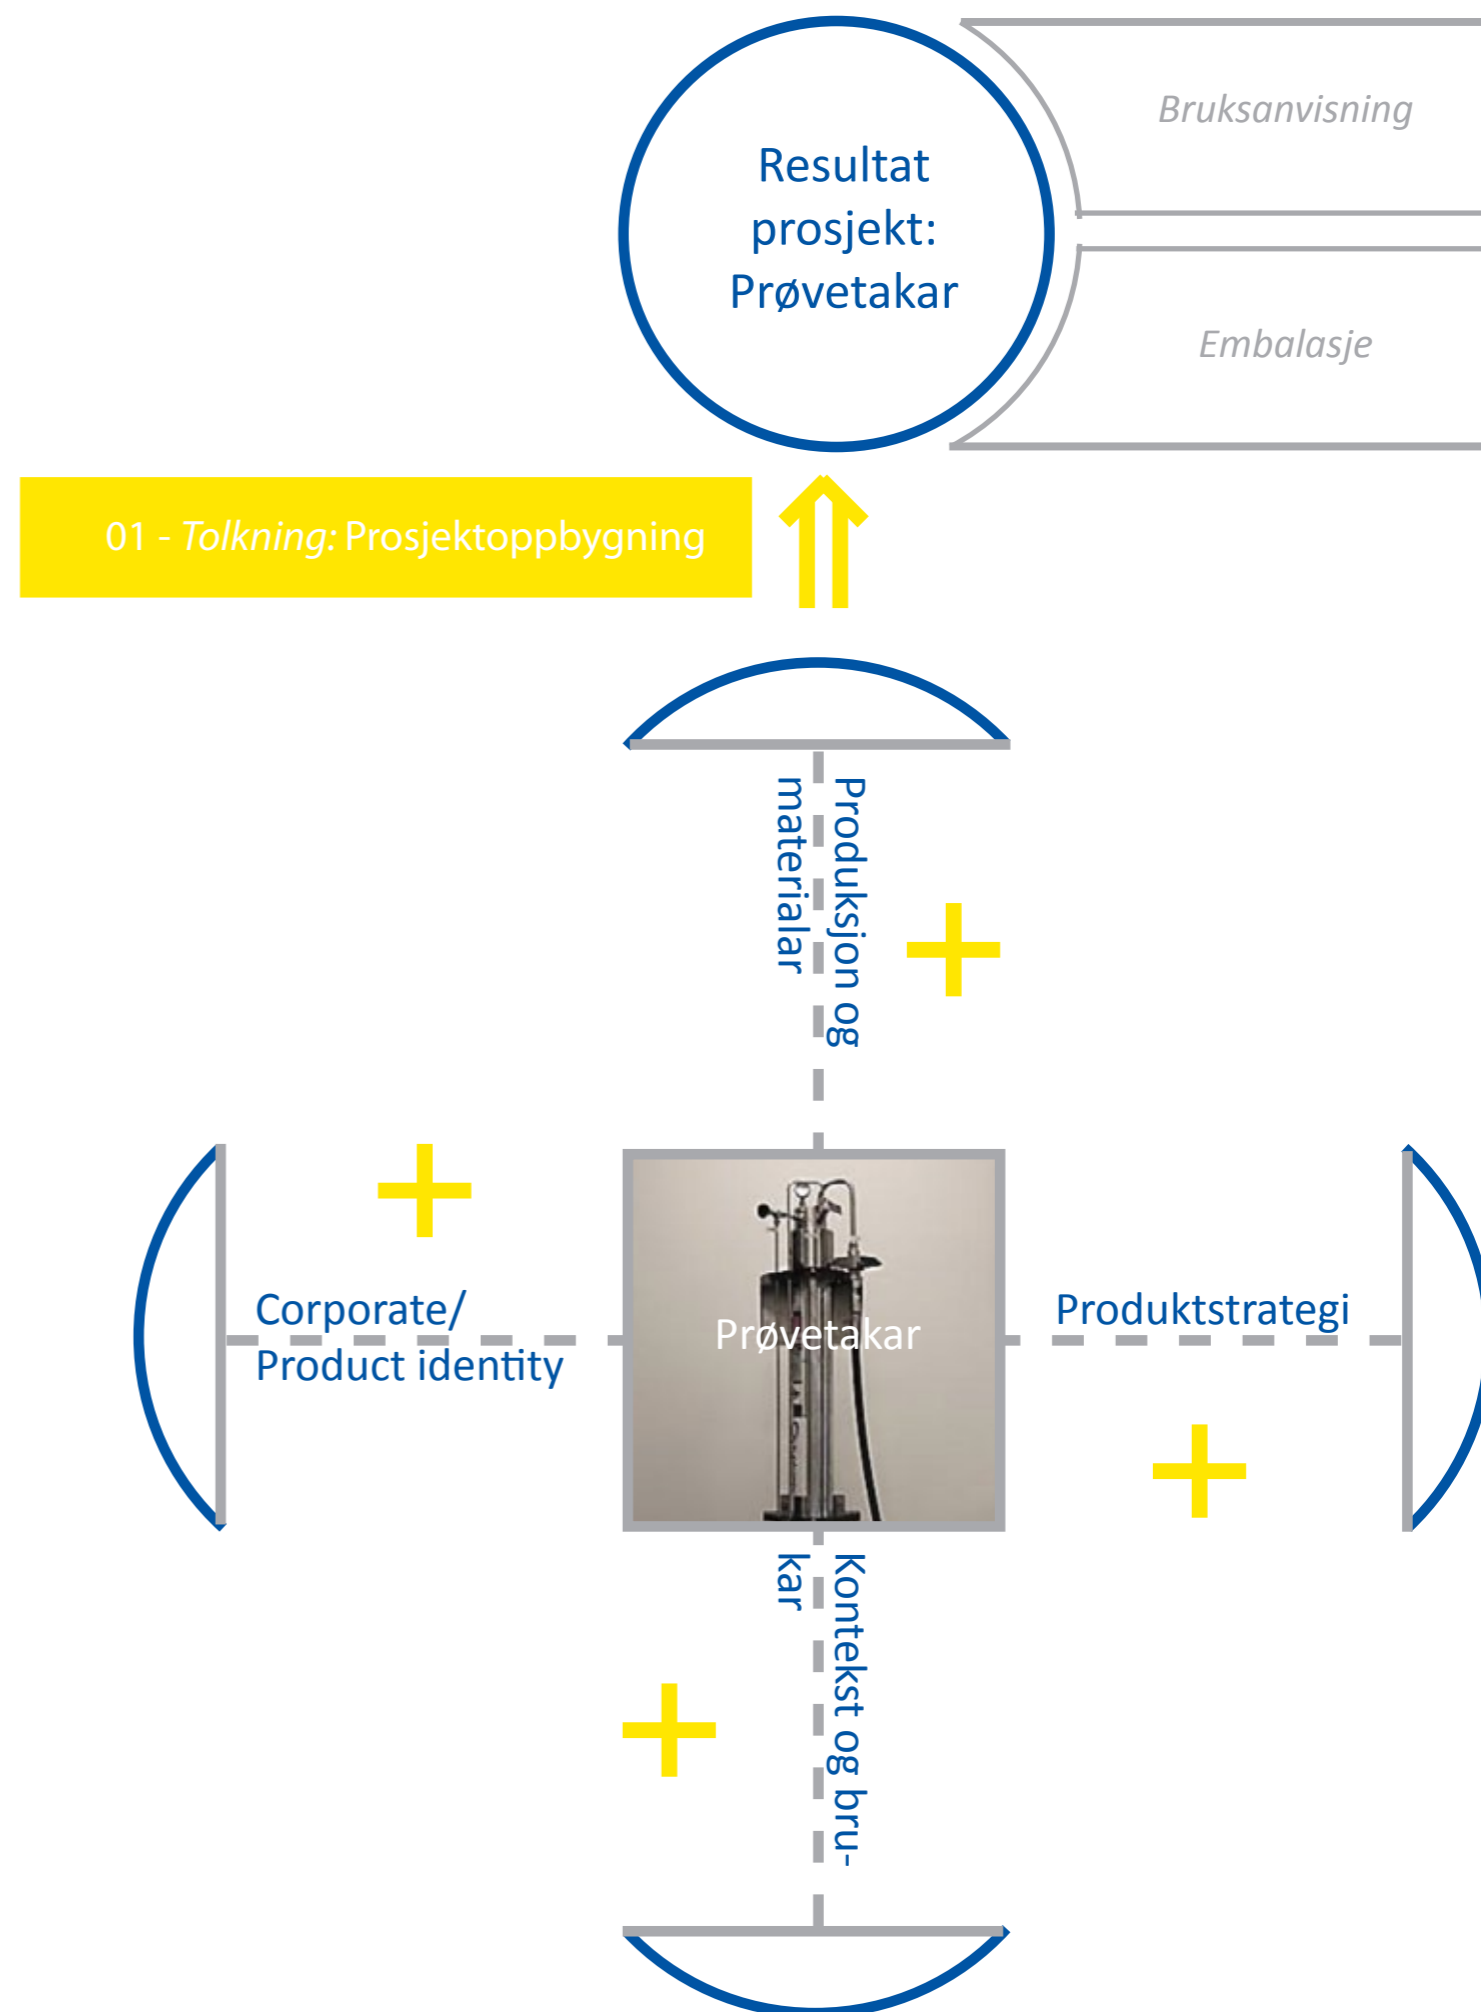 Resultat
prosjekt:
Prøvetakar
Bruksanvisning
Embalasje
01 - Tolkning: Prosjektoppbygning
Produksjon og
materialar
Corporate/
Product identity
Prøvetakar
Produktstrategi
Kontekst og bru-
kar